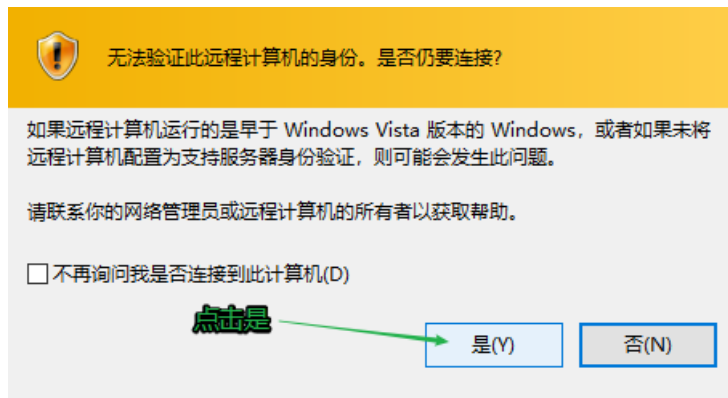 无法验证此远程计算机的身份。是否仍要连接?
如果远程计算机运行的是早于 Windows Vista 版本的 Windows，或者如果未将
远程计算机配置为支持服务器身份验证，则可能会发生此问题。
请联系你的网络管理员或远程计算机的所有者以获取帮助。
不再询问我是否连接到此计算机(D)
点击是
是(Y)
否(N)